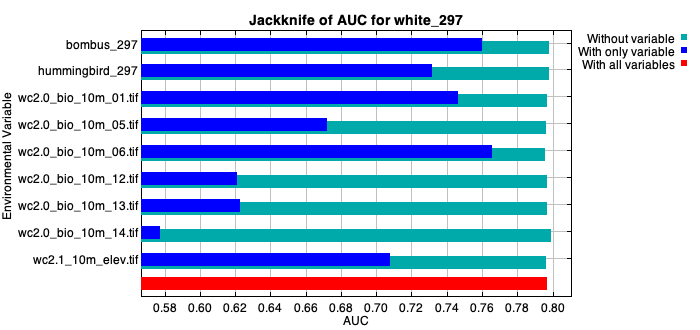 Jackknife of AUC for white_297
Without variable
With only variable
With all variables
Environmental Variable
bombus_297
hummingbird_297
wc2.0_bio_10m_01.tif
wc2.0_bio_10m_05.tif
wc2.0_bio_10m_06.tif
wc2.0_bio_10m_12.tif
wc2.0_bio_10m_13.tif
wc2.0_bio_10m_14.tif
wc2.1_10m_elev.tif
0.58 0.60 0.62 0.64 0.66 0.68 0.70 0.72 0.74 0.76 0.78 0.80
AUC